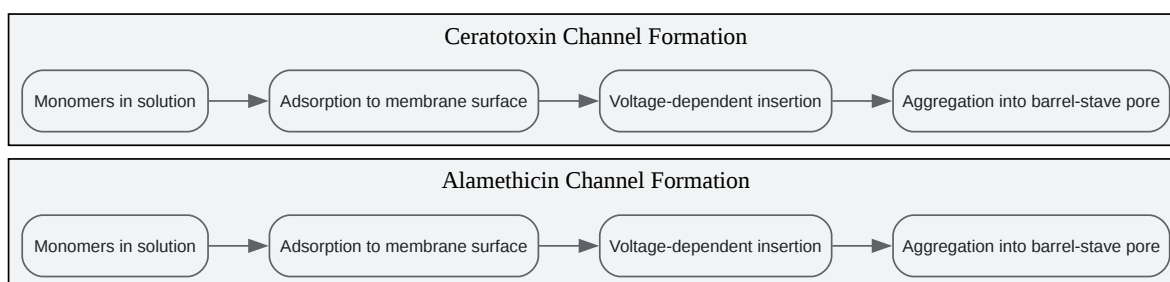 Ceratotoxin Channel Formation
Monomers in solution
Adsorption to membrane surface
Voltage-dependent insertion
Aggregation into barrel-stave pore
Alamethicin Channel Formation
Monomers in solution
Adsorption to membrane surface
Voltage-dependent insertion
Aggregation into barrel-stave pore